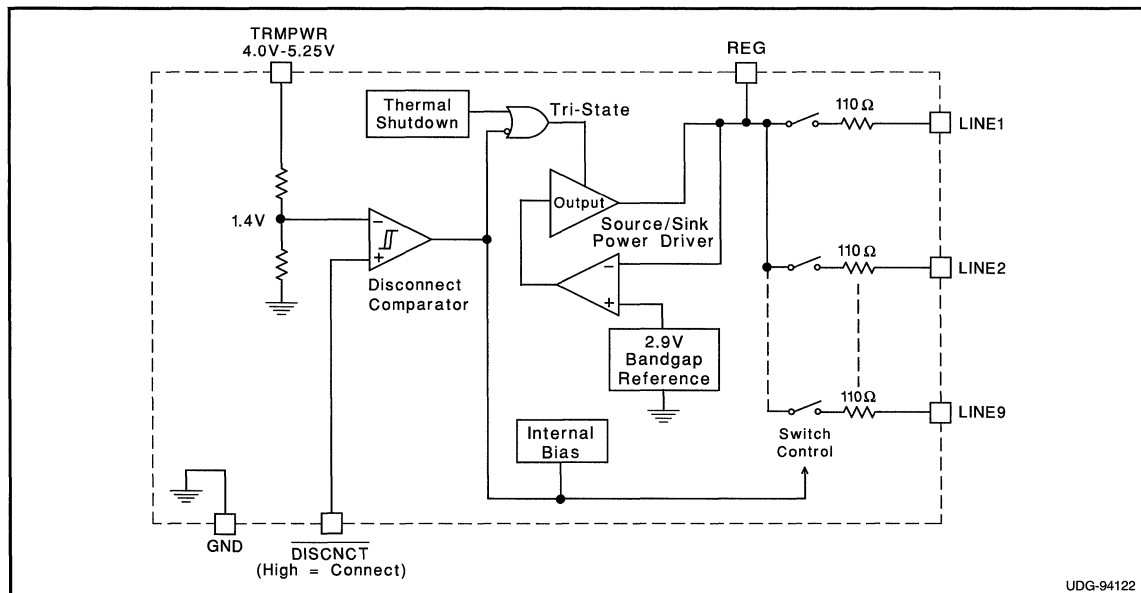 TRMPWR
4.0V-5.25V
REG
Thermal
Shutdown
Tri-State
110Ω
LINE1
Output
1.4V
−
+
Source/Sink
Power Driver
Disconnect
Comparator
−
+
110Ω
LINE2
2.9V
Bandgap
Reference
110Ω
LINE9
Internal
Bias
Switch
Control
GND
DISCNCT
(High = Connect)
UDG-94122